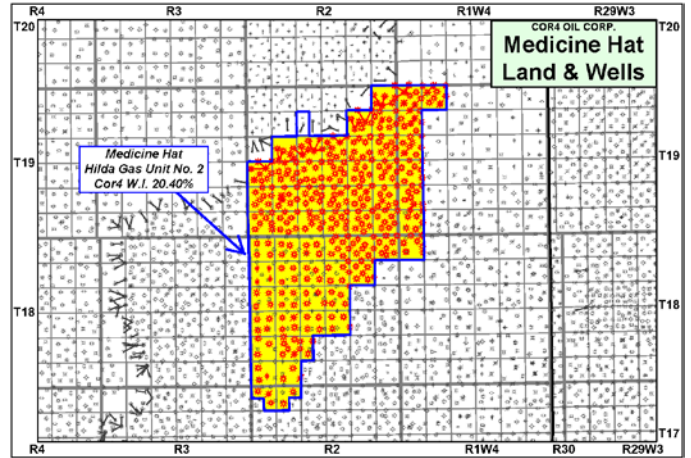 R4 R3 R2 R1W4 R29W3
T20 T20
COR4 OIL CORP.
Medicine Hat
Land & Wells
Medicine Hat
Hilda Gas Unit No. 2
Cor4 W.I. 20.40%
T19 T19
T18 T18
T17
R4 R3 R2 R1W4 R30 R29W3